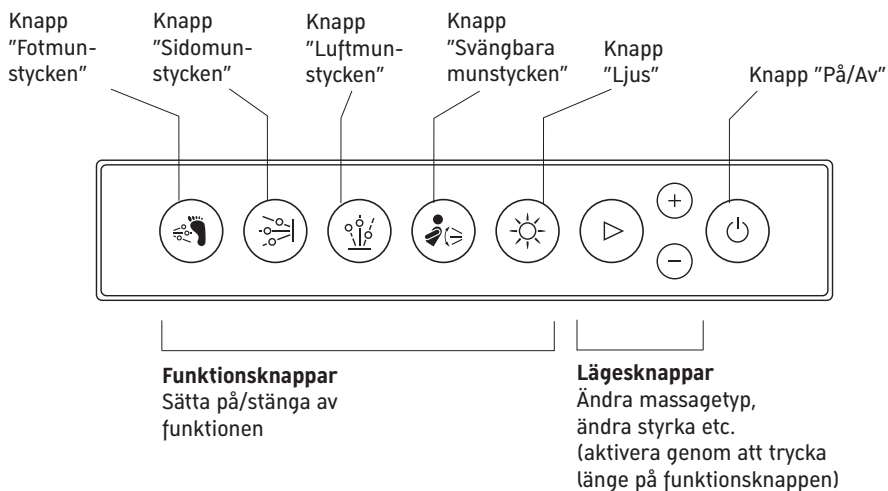 Knapp
"Fotmun-
stycken"
Knapp
"Sidomun-
stycken"
Knapp
"Luftmun-
stycken"
Knapp
"Svängbara
munstycken"
Knapp
"Ljus"
Knapp "På/Av"
Funktionsknappar
Sätta på/stänga av
funktionen
Lägesknappar
Ändra massagetyp,
ändra styrka etc.
(aktivera genom att trycka
länge på funktionsknappen)